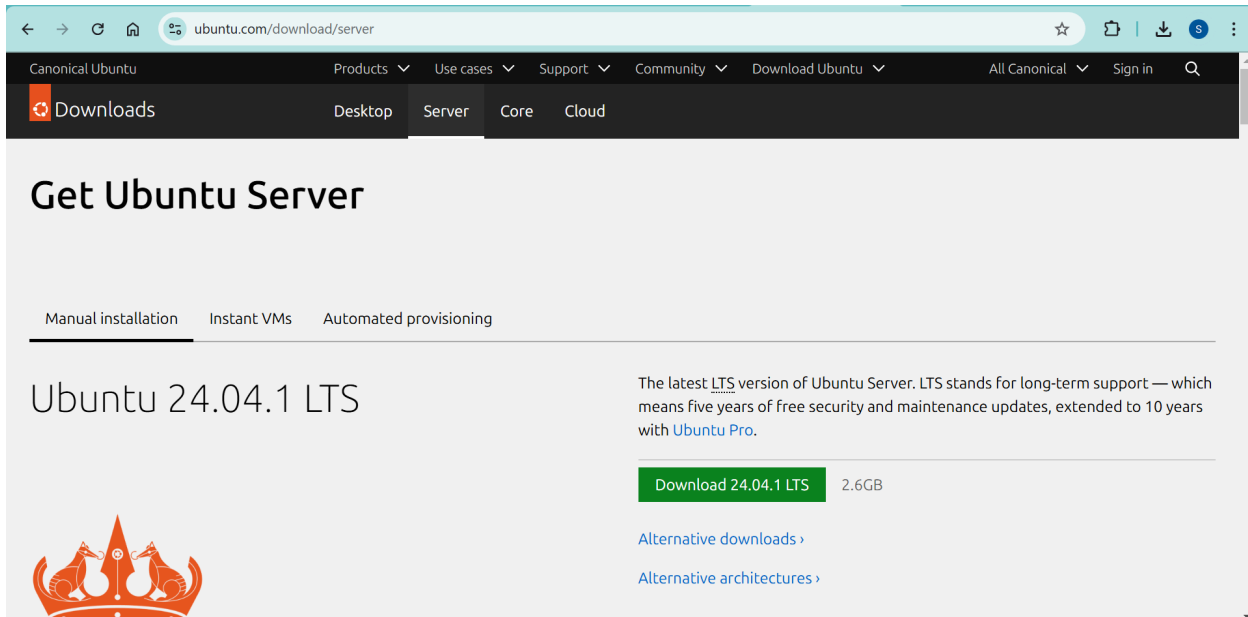 ubuntu.com/download/server
S
Canonical Ubuntu Products Use cases Support Community Download Ubuntu All Canonical Sign in
Downloads Desktop Server Core Cloud
Get Ubuntu Server
Manual installation Instant VMs Automated provisioning
Ubuntu 24.04.1 LTS
The latest LTS version of Ubuntu Server. LTS stands for long-term support — which
means five years of free security and maintenance updates, extended to 10 years
with Ubuntu Pro.
Download 24.04.1 LTS 2.6GB
Alternative downloads ›
Alternative architectures ›